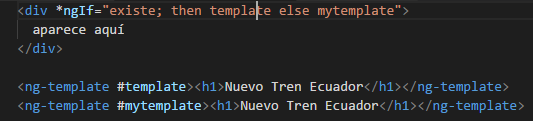 <div *ngIf="existe; then template else mytemplate">
aparece aquí
</div>
<ng-template #template><h1>Nuevo Tren Ecuador</h1></ng-template>
<ng-template #mytemplate><h1>Nuevo Tren Ecuador</h1></ng-template>